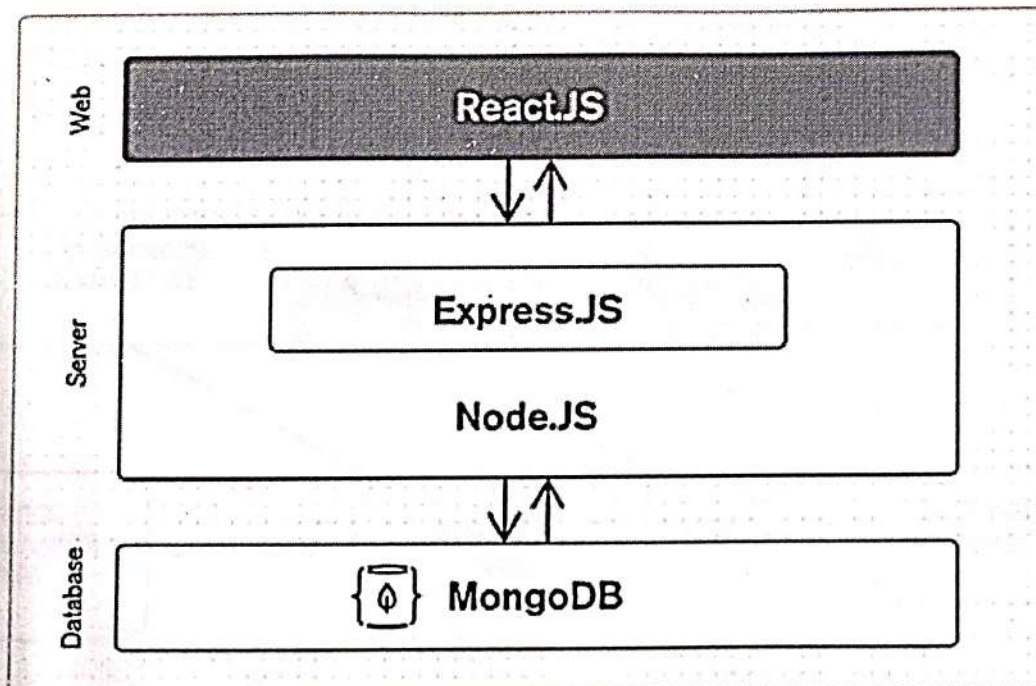 Web
ReactJS
Server
Express.JS
Node.JS
Database
MongoDB